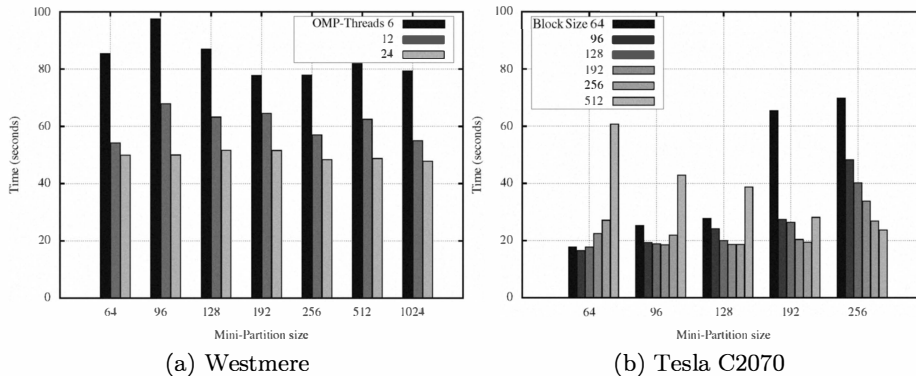 100
80
60
40
20
0
Time (seconds)
OMP-Threads 6
12
24
64 96 128 192 256 512 1024
Mini-Partition size
(a) Westmere
100
80
60
40
20
0
Time (seconds)
Block Size 64
96
128
192
256
512
64 96 128 192 256
Mini-Partition size
(b) Tesla C2070